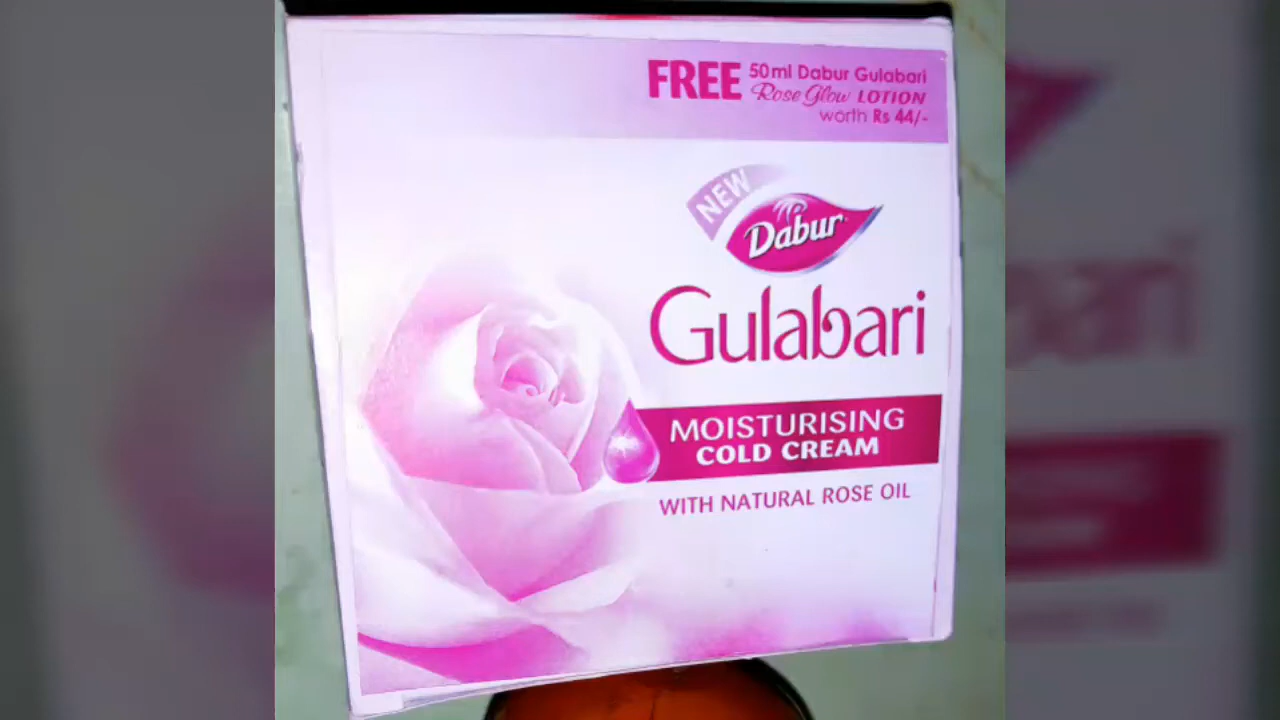 FREE 50ml Dabur Gulabari
Rose Glow LOTION
worth Rs 44/-
NEW
Dabur
Gulabari
MOISTURISING
COLD CREAM
WITH NATURAL ROSE OIL